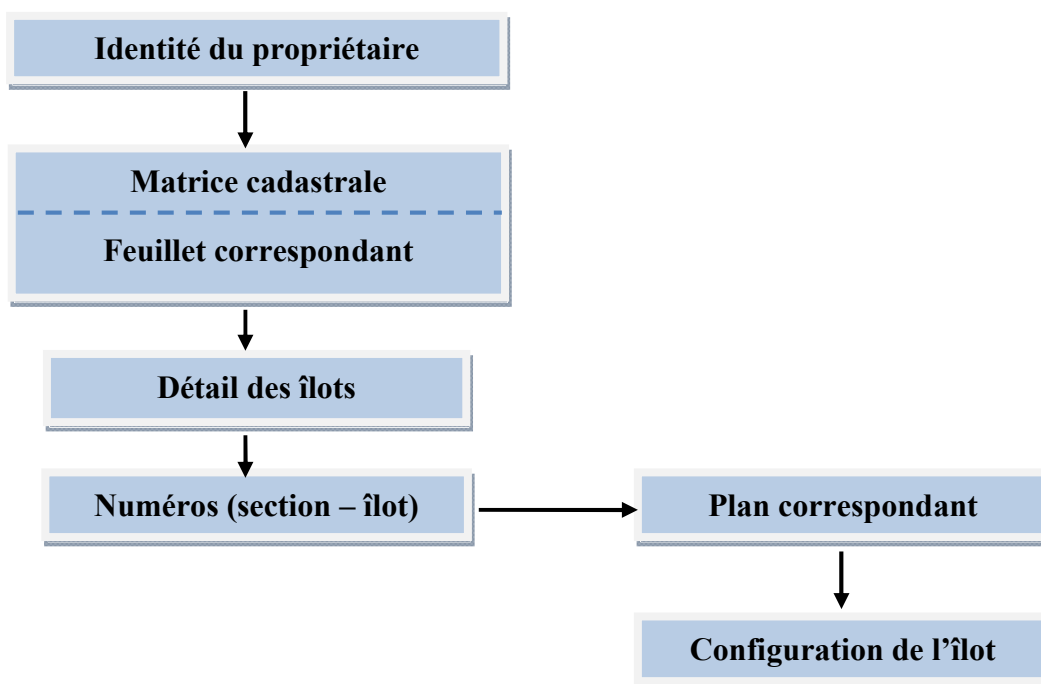 Identité du propriétaire
Matrice cadastrale
Feuillet correspondant
Détail des îlots
Numéros (section – îlot)
Plan correspondant
Configuration de l’îlot